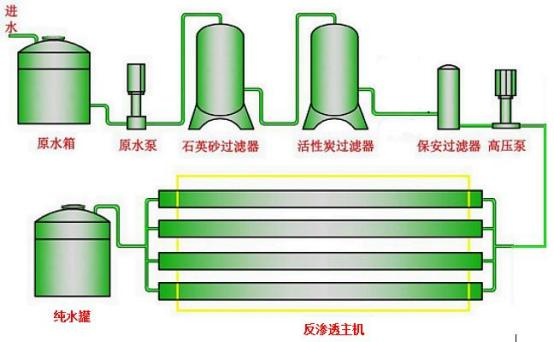 进
水
原水箱
原水泵
石英砂过滤器
活性炭过滤器
保安过滤器
高压泵
纯水罐
反渗透主机